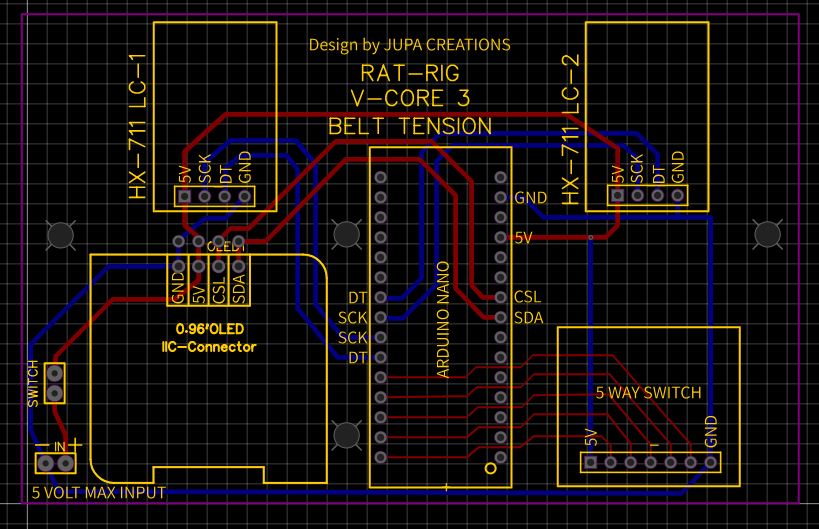 Design by JUPA CREATIONS
RAT-RIG
V-CORE 3
BELT TENSION
HX-711 LC-1
5V
SCK
DT
GND
HX-711 LC-2
5V
SCK
DT
GND
GND
5V
OLED1
GND
5V
CSL
SDA
0.96"OLED
IIC-Connector
DT
SCK
SCK
DT
ARDUINO NANO
CSL
SDA
SWITCH
5 WAY SWITCH
5V
GND
- IN +
5 VOLT MAX INPUT